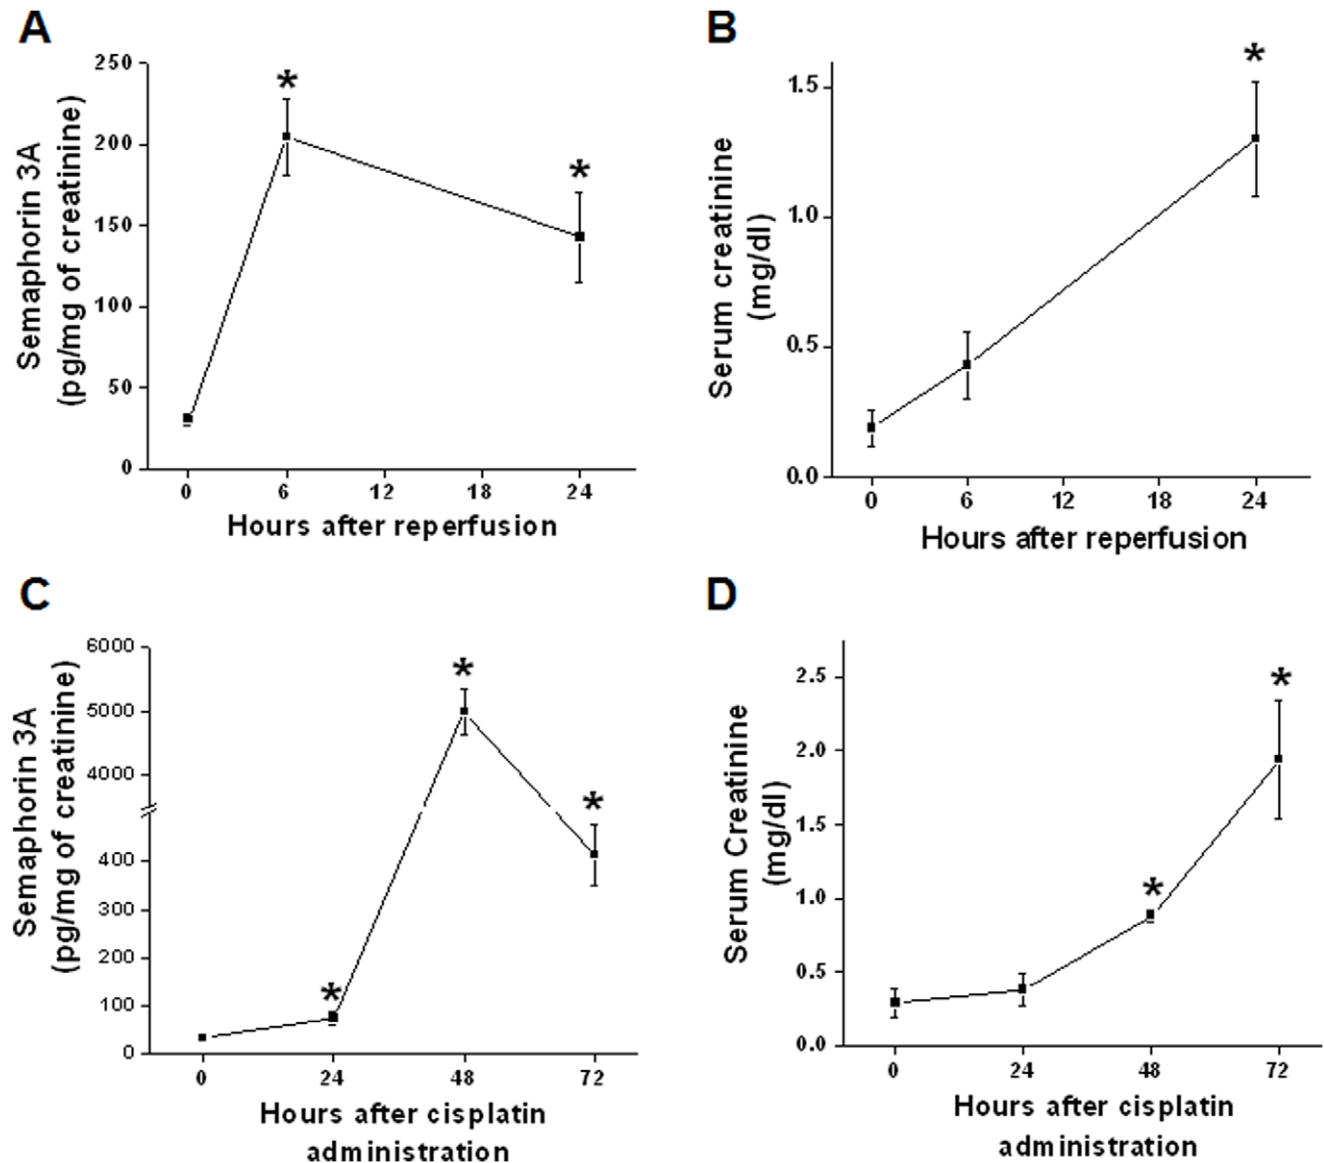 A
250
200
150
100
50
0
Semaphorin 3A
(pg/mg of creatinine)
*
*
0 6 12 18 24
Hours after reperfusion
B
1.5
1.0
0.5
0.0
Serum creatinine
(mg/dl)
*
0 6 12 18 24
Hours after reperfusion
C
6000
5000
4000
400
300
200
100
0
Semaphorin 3A
(pg/mg of creatinine)
*
*
*
0 24 48 72
Hours after cisplatin
administration
D
2.5
2.0
1.5
1.0
0.5
0.0
Serum Creatinine
(mg/dl)
*
*
0 24 48 72
Hours after cisplatin
administration